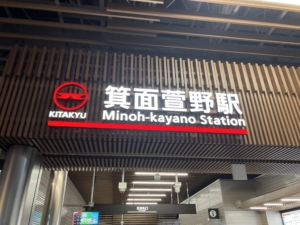 箕面萱野駅
KITAKYU
Minoh-kayano Station